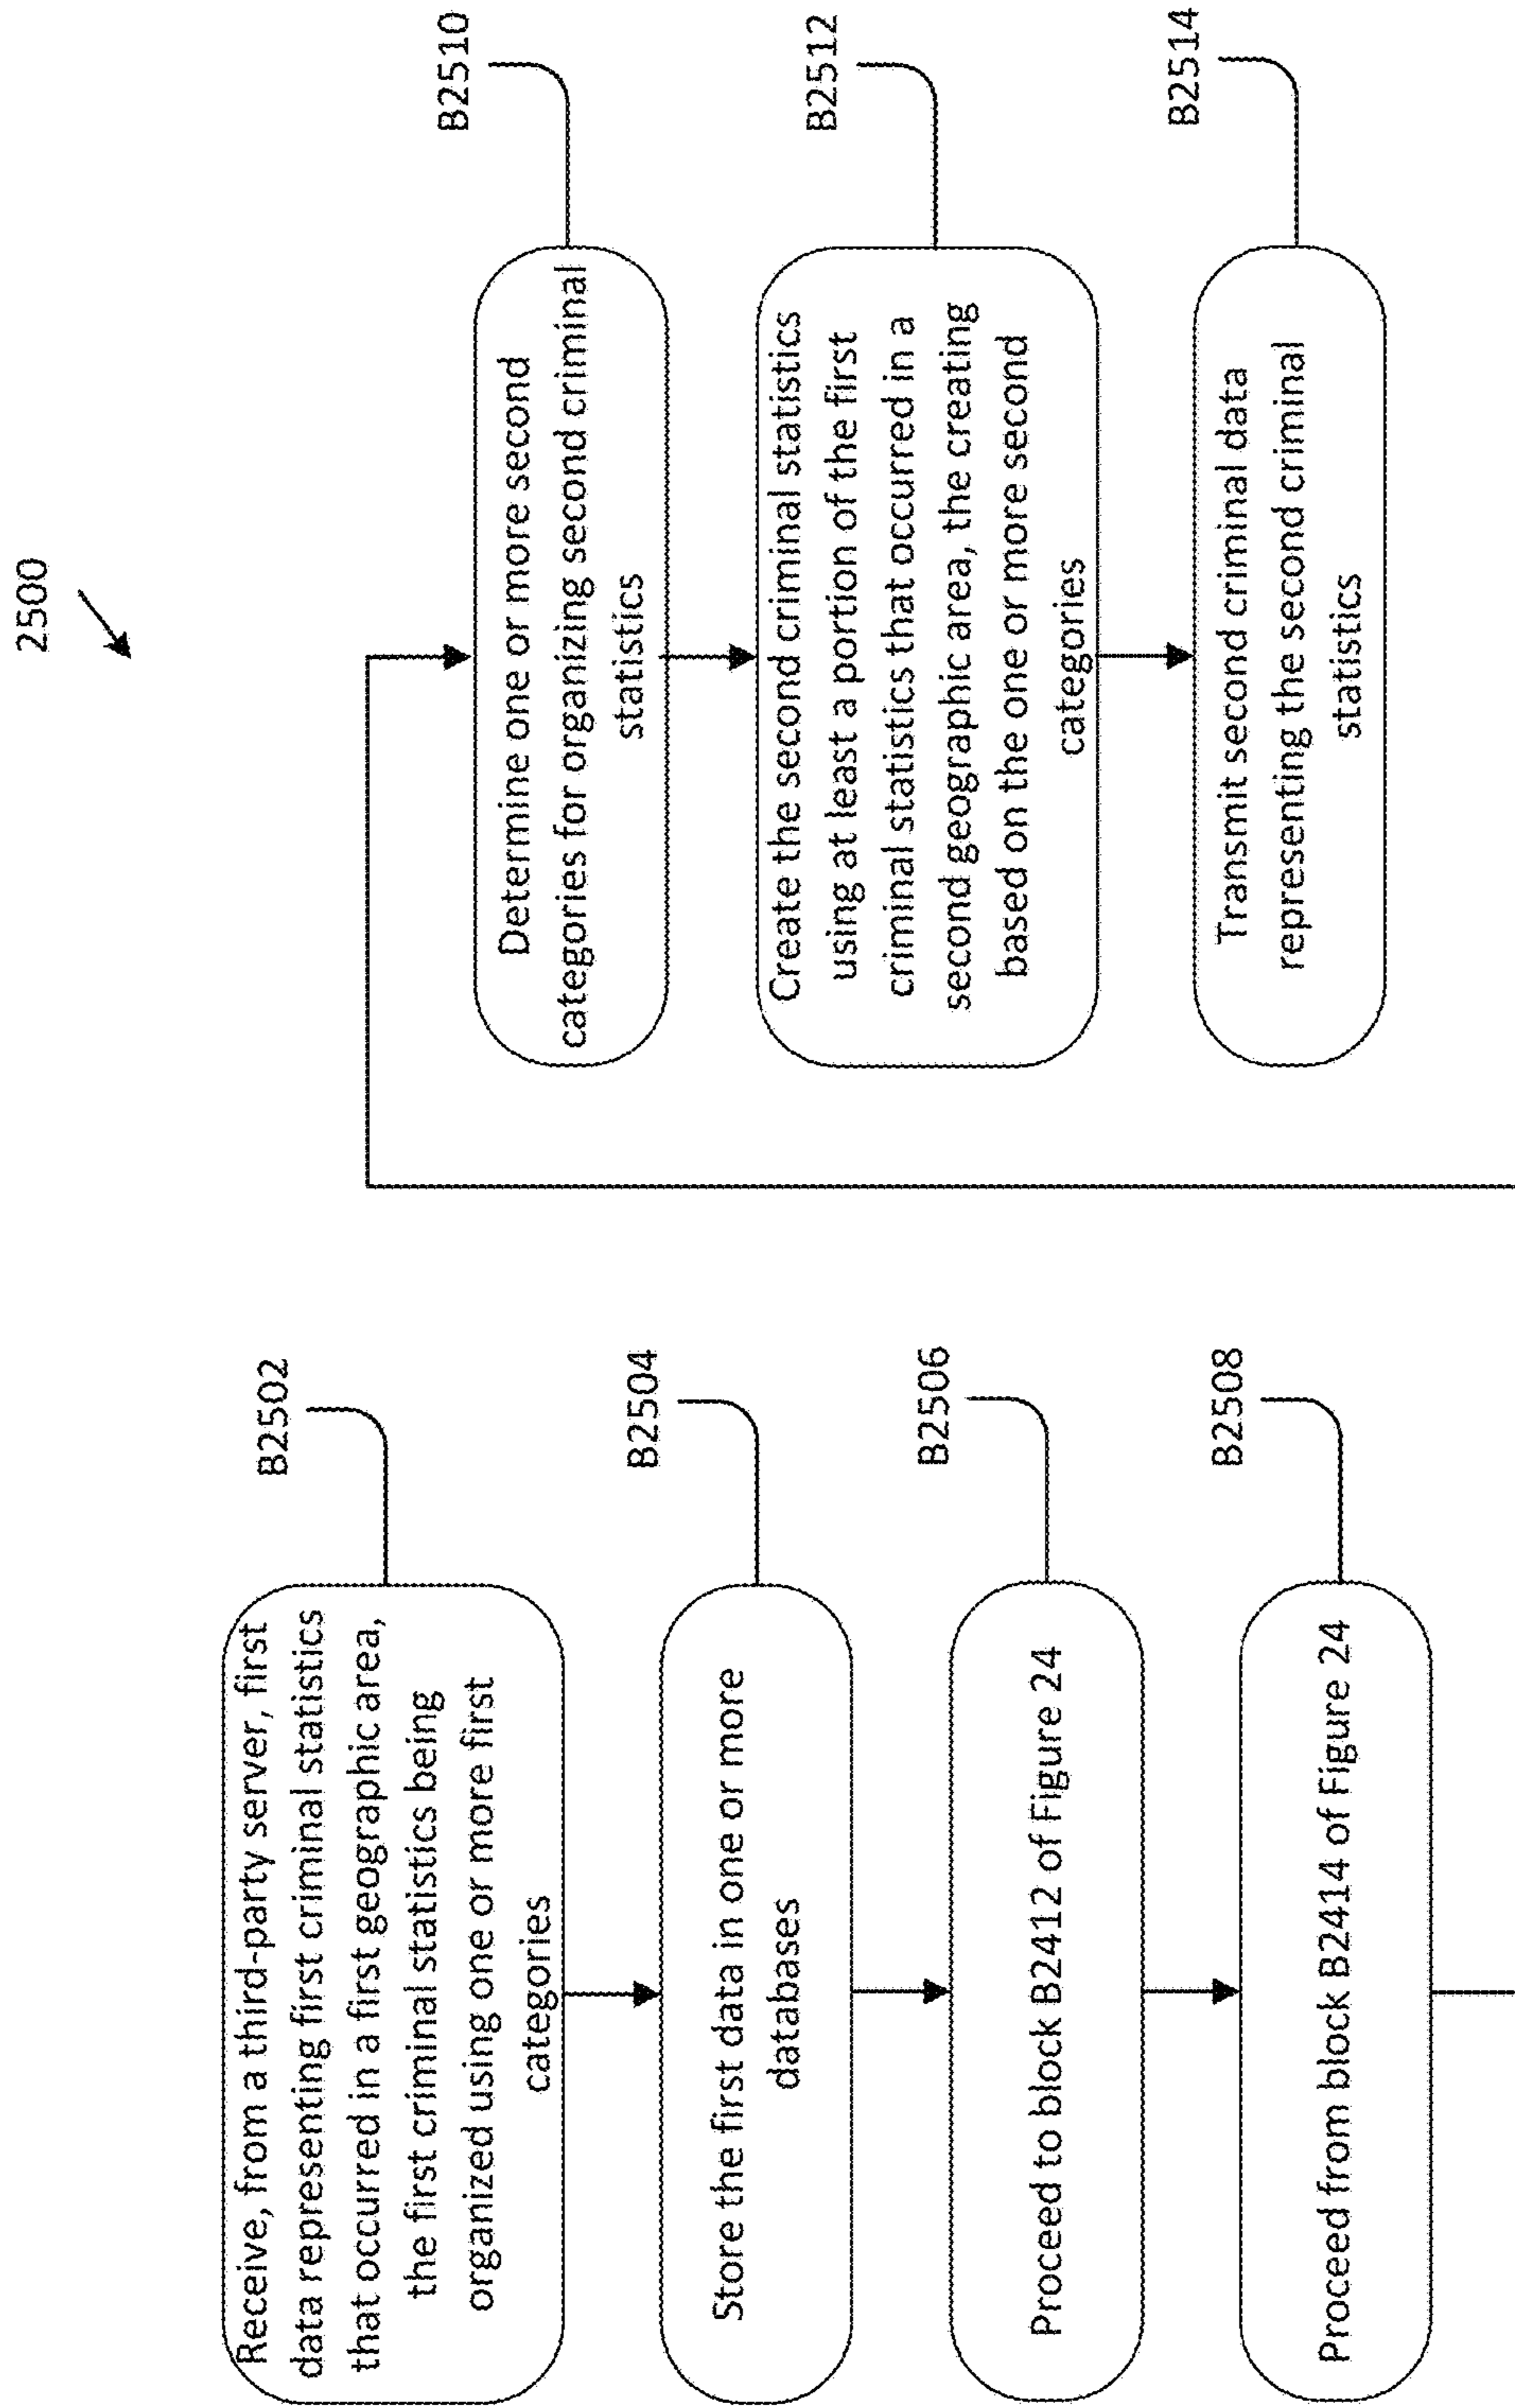 2500
Receive, from a third-party server, first
data representing first criminal statistics
that occurred in a first geographic area,
the first criminal statistics being
organized using one or more first
categories
B2502
Store the first data in one or more
databases
B2504
Proceed to block B2412 of Figure 24
B2506
Proceed from block B2414 of Figure 24
B2508
Determine one or more second
categories for organizing second criminal
statistics
B2510
Create the second criminal statistics
using at least a portion of the first
criminal statistics that occurred in a
second geographic area, the creating
based on the one or more second
categories
B2512
Transmit second criminal data
representing the second criminal
statistics
B2514